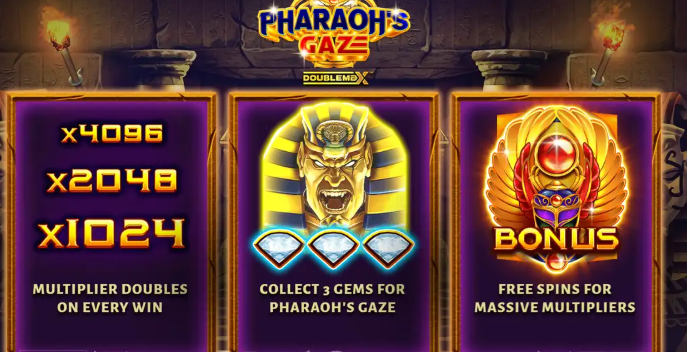 PHARAOH'S
GAZE
DOUBLEMAX
x4096
x2048
x1024
MULTIPLIER DOUBLES
ON EVERY WIN
COLLECT 3 GEMS FOR
PHARAOH'S GAZE
BONUS
FREE SPINS FOR
MASSIVE MULTIPLIERS